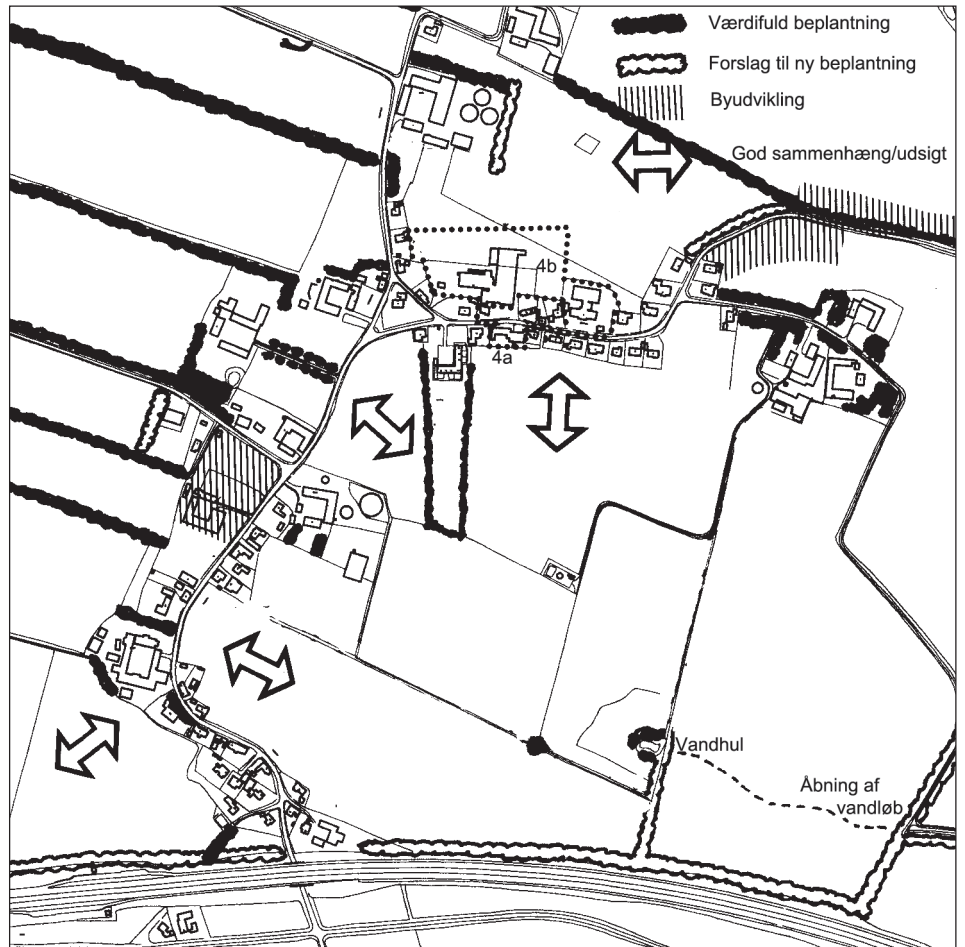 Værdifuld beplantning
Forslag til ny beplantning
Byudvikling
God sammenhæng/udsigt
4b
4a
Vandhul
Åbning af
vandløb